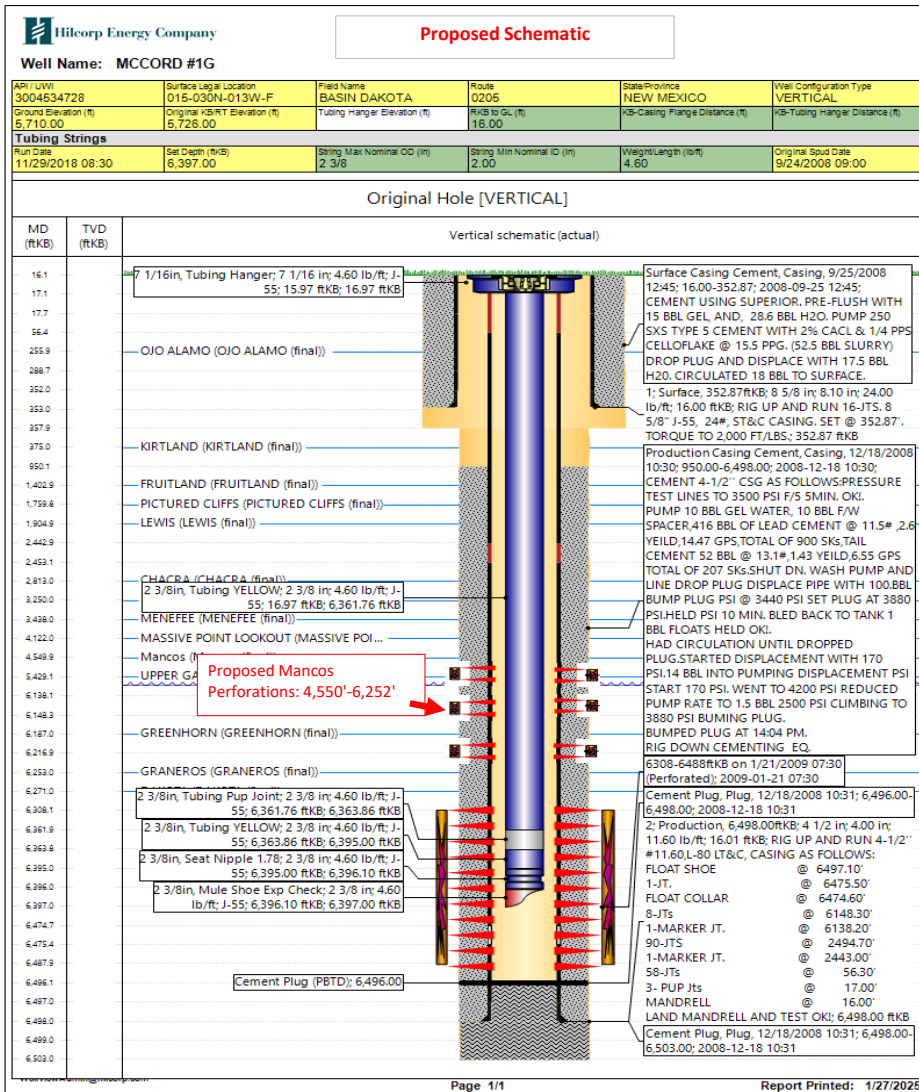 Hilcorp Energy Company
Proposed Schematic
Well Name: MCCORD #1G
API / UWI
3004534728
Surface Legal Location
015-030N-013W-F
Field Name
BASIN DAKOTA
Route
0205
State/Province
NEW MEXICO
Well Configuration Type
VERTICAL
Ground Elevation (ft)
5,710.00
Original KB/RT Elevation (ft)
5,726.00
Tubing Hanger Elevation (ft)
RKB to GL (ft)
16.00
KB-Casing Flange Distance (ft)
KB-Tubing Hanger Distance (ft)
Tubing Strings
Run Date
11/29/2018 08:30
Set Depth (ftKB)
6,397.00
String Max Nominal OD (in)
2 3/8
String Min Nominal ID (in)
2.00
Weight/Length (lb/ft)
4.60
Original Spud Date
9/24/2008 09:00
Original Hole [VERTICAL]
MD
(ftKB)
TVD
(ftKB)
Vertical schematic (actual)
16.1
17.1
17.7
56.4
255.9
288.7
352.0
353.0
357.9
375.0
950.1
1,402.9
1,759.8
1,904.9
2,442.9
2,453.1
2,813.0
3,250.0
3,438.0
4,122.0
4,549.9
5,429.1
6,138.1
6,148.3
6,187.0
6,216.9
6,253.0
6,271.0
6,308.1
6,361.9
6,363.8
6,395.0
6,396.0
6,397.0
6,474.7
6,475.4
6,487.9
6,496.1
6,497.0
6,498.0
6,499.0
6,503.0
7 1/16in, Tubing Hanger; 7 1/16 in; 4.60 lb/ft; J-
55; 15.97 ftKB; 16.97 ftKB
OJO ALAMO (OJO ALAMO (final))
KIRTLAND (KIRTLAND (final))
FRUITLAND (FRUITLAND (final))
PICTURED CLIFFS (PICTURED CLIFFS (final))
LEWIS (LEWIS (final))
CHACRA (CHACRA (final))
2 3/8in, Tubing YELLOW; 2 3/8 in; 4.60 lb/ft; J-
55; 16.97 ftKB; 6,361.76 ftKB
MENEFEE (MENEFEE (final))
MASSIVE POINT LOOKOUT (MASSIVE POI...
Mancos
UPPER GA
Proposed Mancos
Perforations: 4,550'-6,252'
GREENHORN (GREENHORN (final))
GRANEROS (GRANEROS (final))
2 3/8in, Tubing Pup Joint; 2 3/8 in; 4.60 lb/ft; J-
55; 6,361.76 ftKB; 6,363.86 ftKB
2 3/8in, Tubing YELLOW; 2 3/8 in; 4.60 lb/ft; J-
55; 6,363.86 ftKB; 6,395.00 ftKB
2 3/8in, Seat Nipple 1.78; 2 3/8 in; 4.60 lb/ft; J-
55; 6,395.00 ftKB; 6,396.10 ftKB
2 3/8in, Mule Shoe Exp Check; 2 3/8 in; 4.60
lb/ft; J-55; 6,396.10 ftKB; 6,397.00 ftKB
Cement Plug (PBTD); 6,496.00
Surface Casing Cement, Casing, 9/25/2008
12:45; 16.00-352.87; 2008-09-25 12:45;
CEMENT USING SUPERIOR. PRE-FLUSH WITH
15 BBL GEL, AND, 28.6 BBL H2O. PUMP 250
SXS TYPE 5 CEMENT WITH 2% CACL & 1/4 PPS
CELLOFLAKE @ 15.5 PPG. (52.5 BBL SLURRY)
DROP PLUG AND DISPLACE WITH 17.5 BBL
H20. CIRCULATED 18 BBL TO SURFACE.
1; Surface, 352.87ftKB; 8 5/8 in; 8.10 in; 24.00
lb/ft; 16.00 ftKB; RIG UP AND RUN 16-JTS. 8
5/8" J-55, 24#, ST&C CASING. SET @ 352.87'.
TORQUE TO 2,000 FT/LBS.; 352.87 ftKB
Production Casing Cement, Casing, 12/18/2008
10:30; 950.00-6,498.00; 2008-12-18 10:30;
CEMENT 4-1/2'' CSG AS FOLLOWS:PRESSURE
TEST LINES TO 3500 PSI F/5 5MIN. OK!.
PUMP 10 BBL GEL WATER, 10 BBL F/W
SPACER,416 BBL OF LEAD CEMENT @ 11.5# ,2.6
YEILD,14.47 GPS,TOTAL OF 900 SKs,TAIL
CEMENT 52 BBL @ 13.1#,1.43 YEILD,6.55 GPS
TOTAL OF 207 SKs.SHUT DN. WASH PUMP AND
LINE DROP PLUG DISPLACE PIPE WITH 100.BBL
BUMP PLUG PSI @ 3440 PSI SET PLUG AT 3880
PSI.HELD PSI 10 MIN. BLED BACK TO TANK 1
BBL FLOATS HELD OK!.
HAD CIRCULATION UNTIL DROPPED
PLUG.STARTED DISPLACEMENT WITH 170
PSI.14 BBL INTO PUMPING DISPLACEMENT PSI
START 170 PSI. WENT TO 4200 PSI REDUCED
PUMP RATE TO 1.5 BBL 2500 PSI CLIMBING TO
3880 PSI BUMING PLUG.
BUMPED PLUG AT 14:04 PM.
RIG DOWN CEMENTING EQ.
6308-6488ftKB on 1/21/2009 07:30
(Perforated); 2009-01-21 07:30
Cement Plug, Plug, 12/18/2008 10:31; 6,496.00-
6,498.00; 2008-12-18 10:31
2; Production, 6,498.00ftKB; 4 1/2 in; 4.00 in;
11.60 lb/ft; 16.01 ftKB; RIG UP AND RUN 4-1/2''
#11.60,L-80 LT&C, CASING AS FOLLOWS:
FLOAT SHOE @ 6497.10'
1-JT. @ 6475.50'
FLOAT COLLAR @ 6474.60'
8-JTs @ 6148.30'
1-MARKER JT. @ 6138.20'
90-JTS @ 2494.70'
1-MARKER JT. @ 2443.00'
58-JTs @ 56.30'
3- PUP Jts @ 17.00'
MANDRELL @ 16.00'
LAND MANDRELL AND TEST OK!; 6,498.00 ftKB
Cement Plug, Plug, 12/18/2008 10:31; 6,498.00-
6,503.00; 2008-12-18 10:31
Page 1/1
Report Printed: 1/27/2025